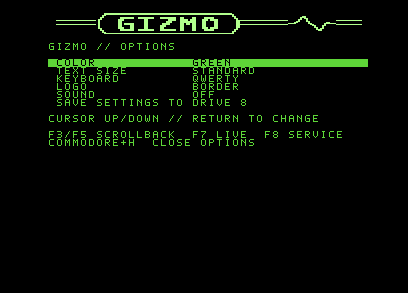 GIZMO
GIZMO // OPTIONS
COLOR GREEN
TEXT SIZE STANDARD
KEYBOARD QWERTY
LOGO BORDER
SOUND OFF
SAVE SETTINGS TO DRIVE 8
CURSOR UP/DOWN // RETURN TO CHANGE
F3/F5 SCROLLBACK F7 LIVE F8 SERVICE
COMMODORE+H CLOSE OPTIONS